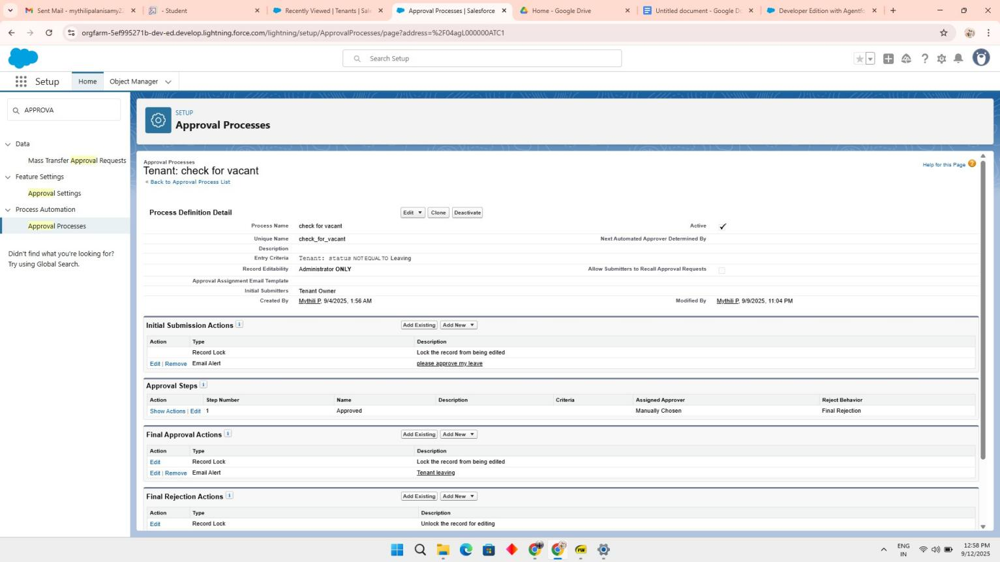 Sent Mail - mythilipalanisamy22
- Student
Recently Viewed | Tenants | Sale
Approval Processes | Salesforce
Home - Google Drive
Untitled document - Google Do
Developer Edition with Agentfo
orgfarm-5ef995271b-dev-ed.develop.lightning.force.com/lightning/setup/ApprovalProcesses/page?address=%2F04agL000000ATC1
Search Setup
Setup
Home
Object Manager
APPROVA
Data
Mass Transfer Approval Requests
Feature Settings
Approval Settings
Process Automation
Approval Processes
Didn't find what you're looking for?
Try using Global Search.
SETUP
Approval Processes
Approval Processes
Tenant: check for vacant
« Back to Approval Process List
Help for this Page
Process Definition Detail
Edit ▼ Clone Deactivate
Process Name check for vacant Active ✓
Unique Name check_for_vacant Next Automated Approver Determined By
Description
Entry Criteria Tenant: status NOT EQUAL TO Leaving
Record Editability Administrator ONLY Allow Submitters to Recall Approval Requests
Approval Assignment Email Template
Initial Submitters Tenant Owner
Created By Mythili P, 9/4/2025, 1:56 AM Modified By Mythili P, 9/9/2025, 11:04 PM
Initial Submission Actions i Add Existing Add New ▼
Action Type Description
Record Lock Lock the record from being edited
Edit | Remove Email Alert please approve my leave
Approval Steps i
Action Step Number Name Description Criteria Assigned Approver Reject Behavior
Show Actions | Edit 1 Approved Manually Chosen Final Rejection
Final Approval Actions i Add Existing Add New ▼
Action Type Description
Edit Record Lock Lock the record from being edited
Edit | Remove Email Alert Tenant leaving
Final Rejection Actions i Add Existing Add New ▼
Action Type Description
Edit Record Lock Unlock the record for editing
ENG
IN
12:58 PM
9/12/2025